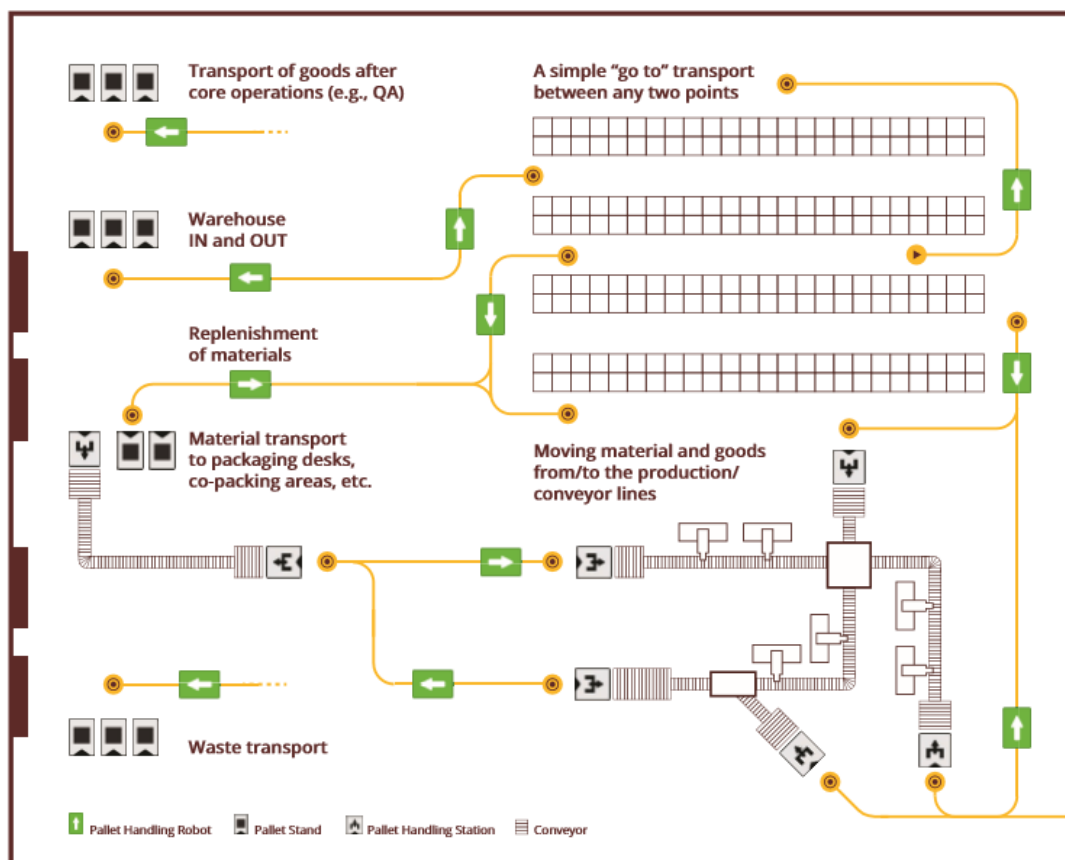 Transport of goods after
core operations (e.g., QA)
A simple “go to” transport
between any two points
Warehouse
IN and OUT
Replenishment
of materials
Material transport
to packaging desks,
co-packing areas, etc.
Moving material and goods
from/to the production/
conveyor lines
Waste transport
Pallet Handling Robot
Pallet Stand
Pallet Handling Station
Conveyor